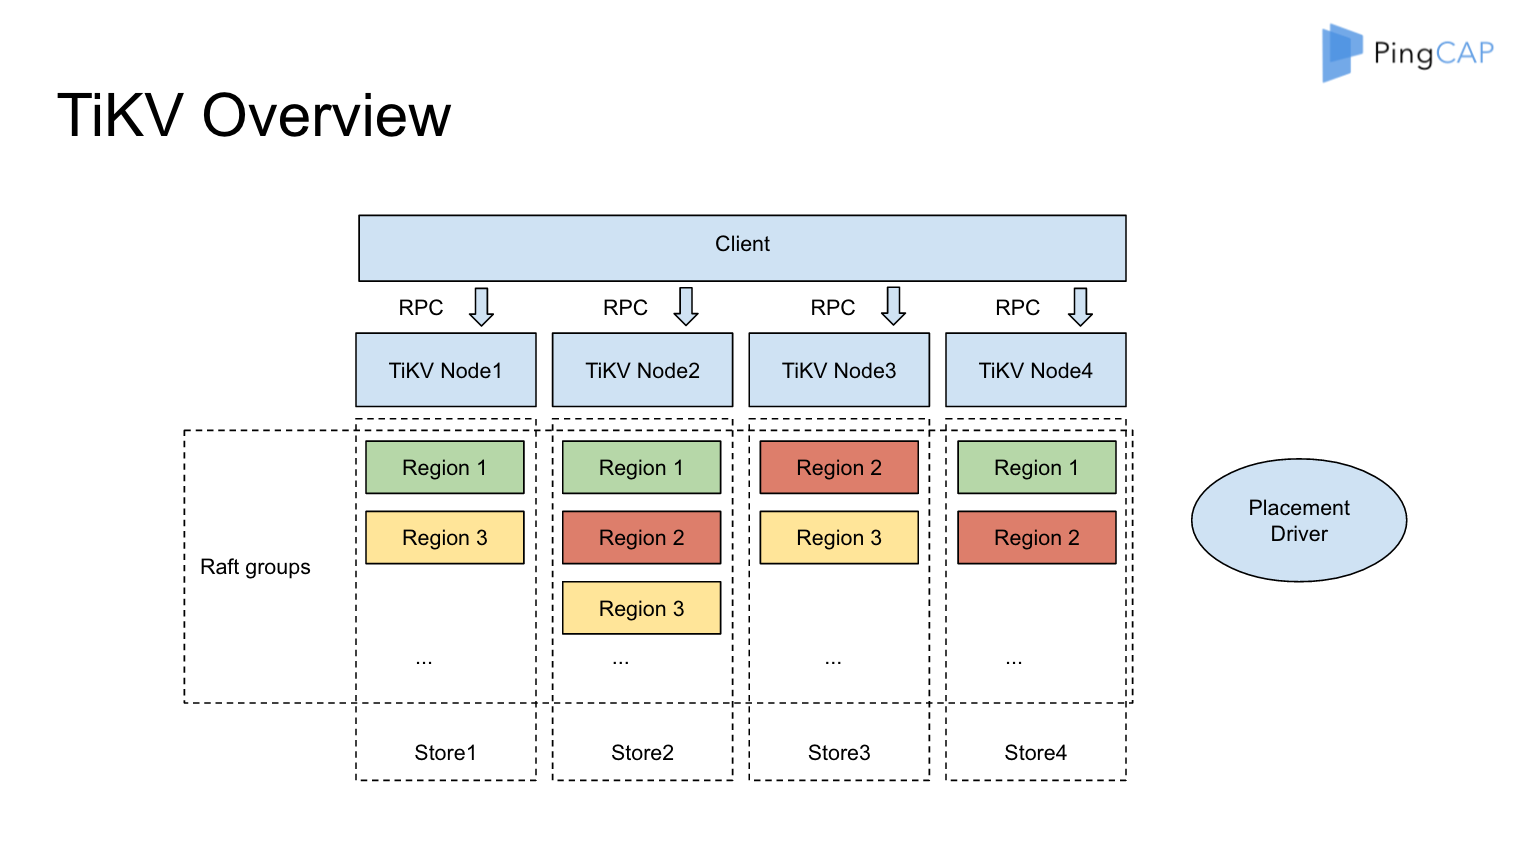 PingCAP
TiKV Overview
Client
RPC
RPC
RPC
RPC
TiKV Node1
TiKV Node2
TiKV Node3
TiKV Node4
Region 1
Region 1
Region 2
Region 1
Region 3
Region 2
Region 3
Region 2
Region 3
Raft groups
...
...
...
...
Store1
Store2
Store3
Store4
Placement
Driver